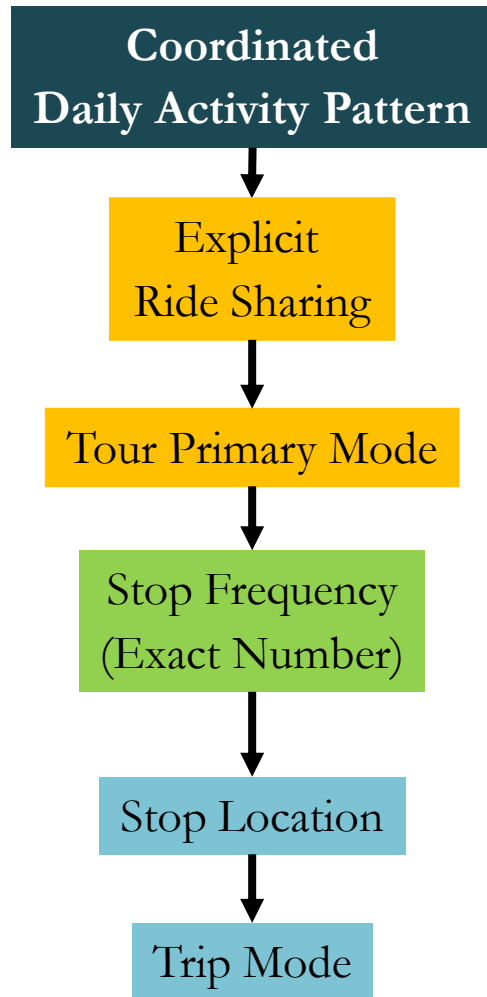 Coordinated
Daily Activity Pattern
Explicit
Ride Sharing
Tour Primary Mode
Stop Frequency
(Exact Number)
Stop Location
Trip Mode